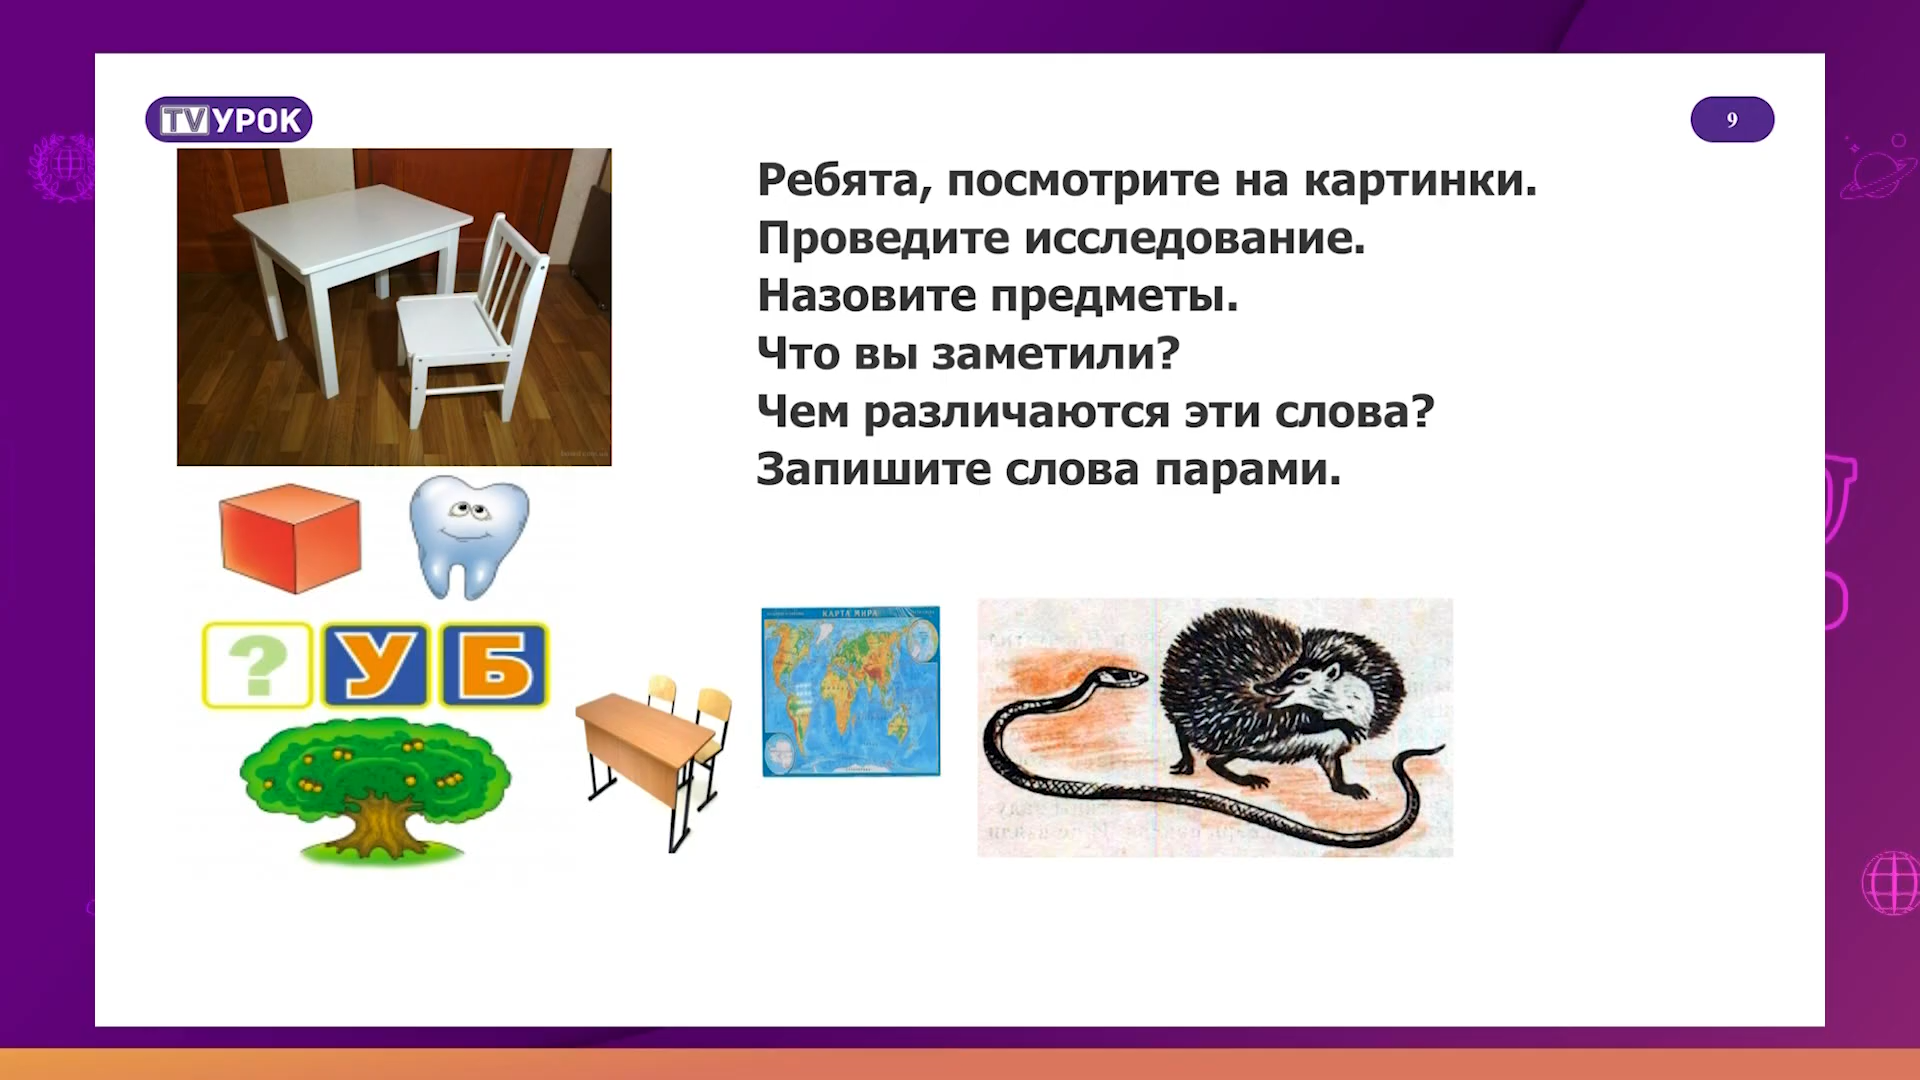 TVУРОК
9
Ребята, посмотрите на картинки.
Проведите исследование.
Назовите предметы.
Что вы заметили?
Чем различаются эти слова?
Запишите слова парами.
? У Б
КАРТА МИРА